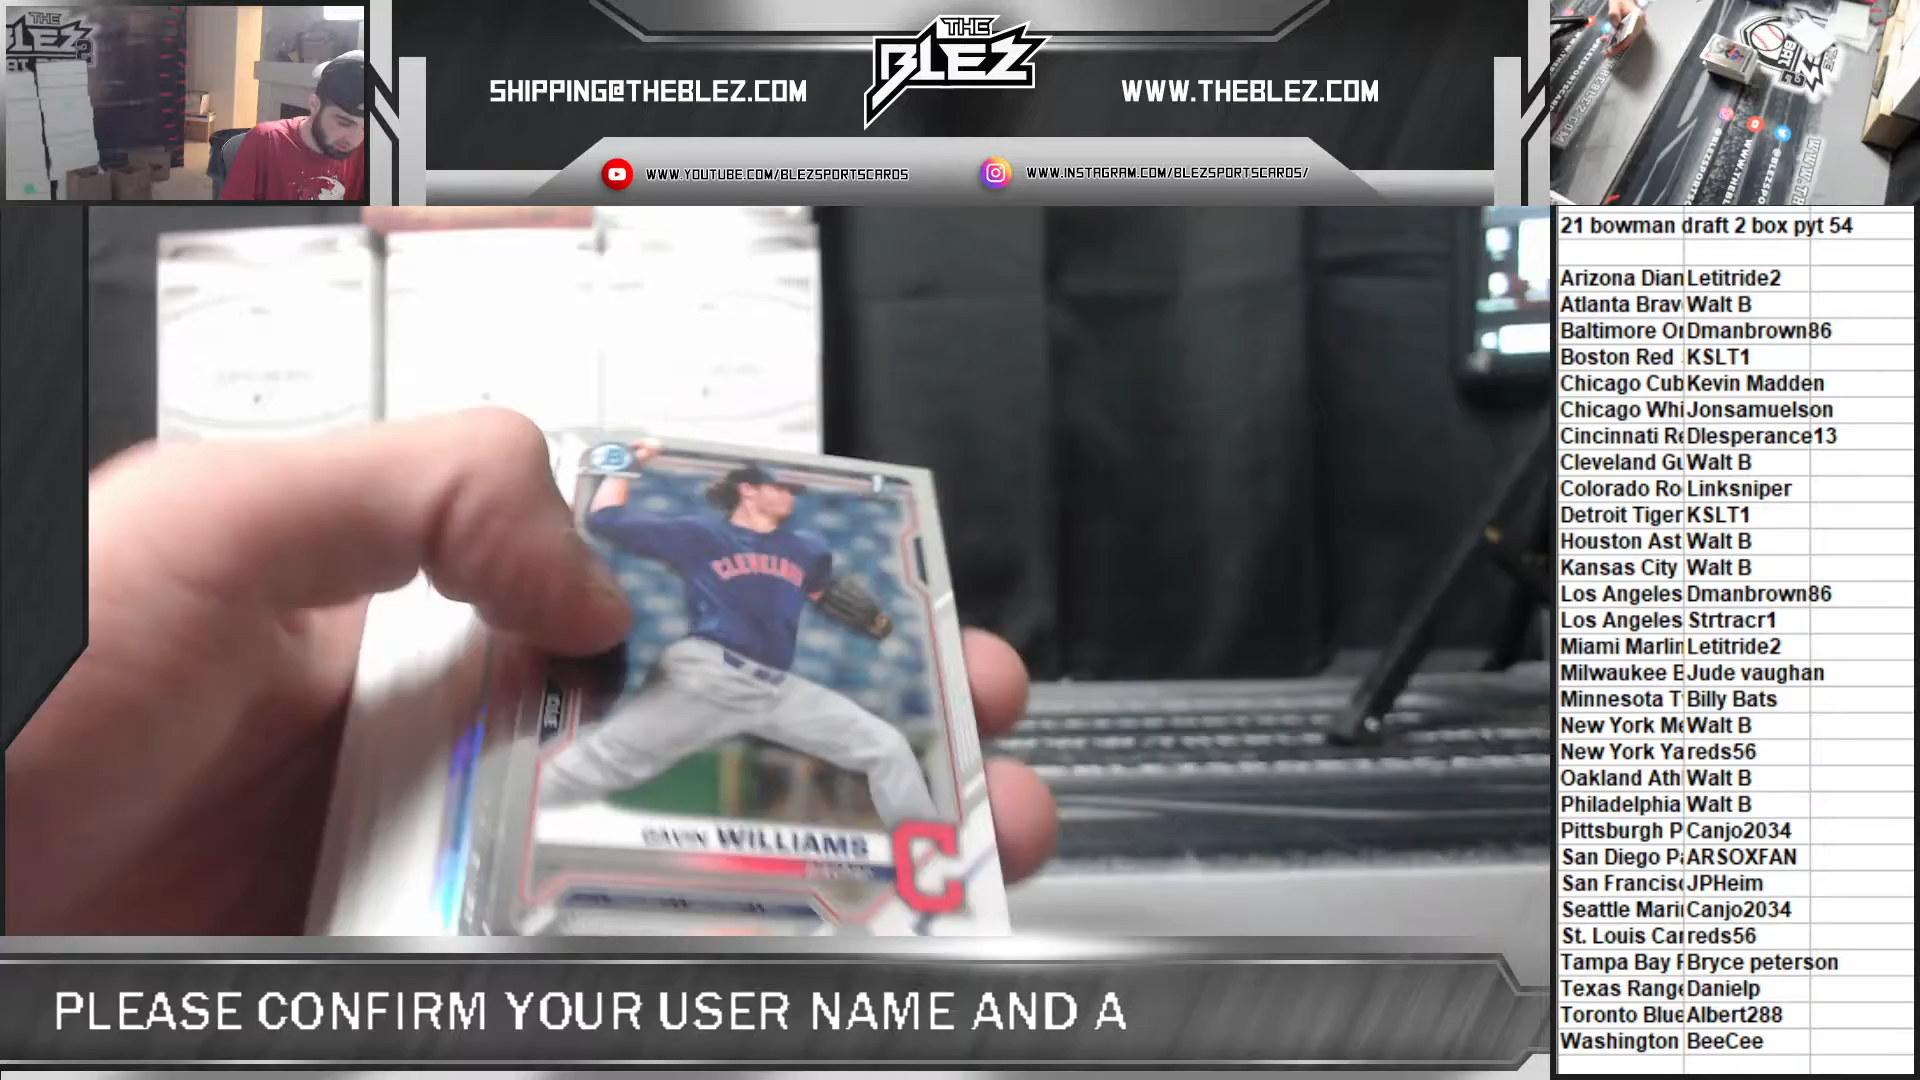 THE
BLEZ
SHIPPING@THEBLEZ.COM
WWW.THEBLEZ.COM
WWW.YOUTUBE.COM/BLEZSPORTSCARDS
WWW.INSTAGRAM.COM/BLEZSPORTSCARDS/
21 bowman draft 2 box pyt 54
Arizona Dian Letitride2
Atlanta Brav Walt B
Baltimore Or Dmanbrown86
Boston Red KSLT1
Chicago Cub Kevin Madden
Chicago Whi Jonsamuelson
Cincinnati Re Dlesperance13
Cleveland Gu Walt B
Colorado Ro Linksniper
Detroit Tiger KSLT1
Houston Ast Walt B
Kansas City Walt B
Los Angeles Dmanbrown86
Los Angeles Strtracr1
Miami Marlin Letitride2
Milwaukee B Jude vaughan
Minnesota T Billy Bats
New York Me Walt B
New York Ya reds56
Oakland Ath Walt B
Philadelphia Walt B
Pittsburgh P Canjo2034
San Diego Pa ARSOXFAN
San Francisc JPHeim
Seattle Mari Canjo2034
St. Louis Car reds56
Tampa Bay R Bryce peterson
Texas Range Danielp
Toronto Blue Albert288
Washington BeeCee
CLEVELAND
GAVIN WILLIAMS
C
PLEASE CONFIRM YOUR USER NAME AND A